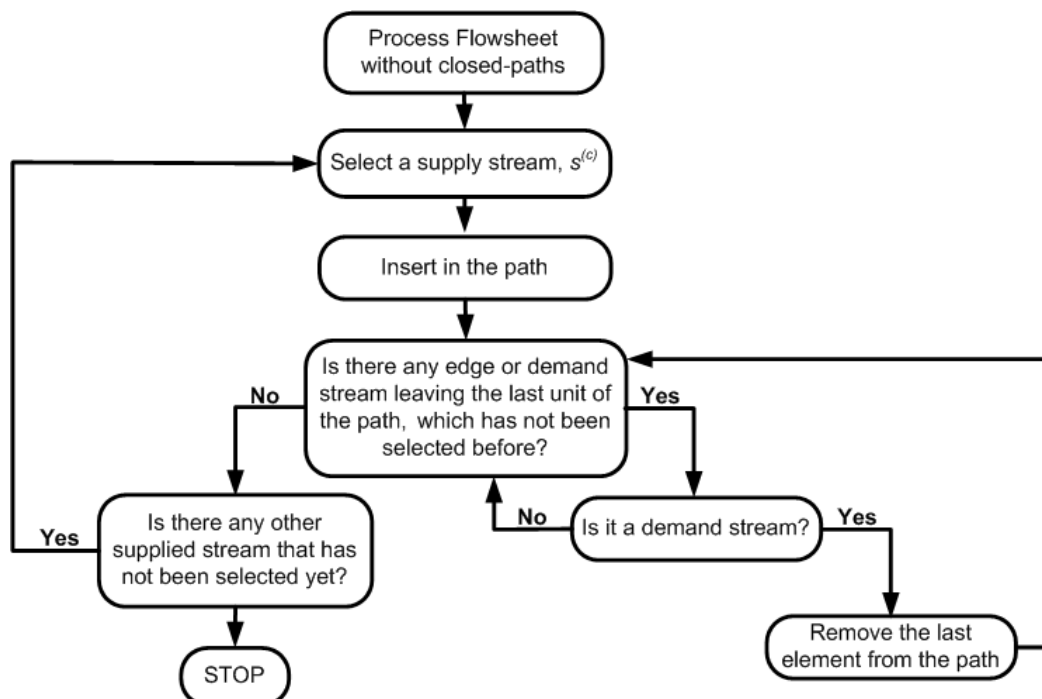 Process Flowsheet
without closed-paths
Select a supply stream, s(c)
Insert in the path
Is there any edge or demand
stream leaving the last unit of
the path, which has not been
selected before?
No
Yes
Is there any other
supplied stream that has
not been selected yet?
Yes
No
Is it a demand stream?
Yes
Remove the last
element from the path
STOP